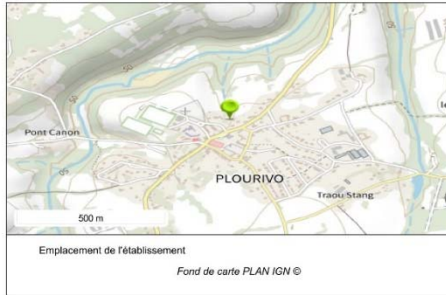 Pont Canon
PLOURIVO
Traou Stang
500 m
Emplacement de l'établissement
Fond de carte PLAN IGN ©